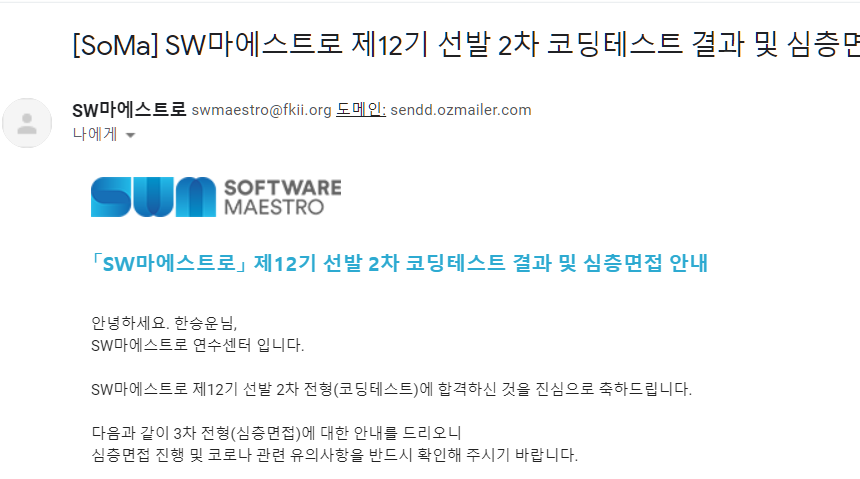 [SoMa] SW마에스트로 제12기 선발 2차 코딩테스트 결과 및 심층면
SW마에스트로 swmaestro@fkii.org 도메인: sendd.ozmailer.com
나에게
SWM SOFTWARE
MAESTRO
「SW마에스트로」 제12기 선발 2차 코딩테스트 결과 및 심층면접 안내
안녕하세요. 한승운님,
SW마에스트로 연수센터 입니다.
SW마에스트로 제12기 선발 2차 전형(코딩테스트)에 합격하신 것을 진심으로 축하드립니다.
다음과 같이 3차 전형(심층면접)에 대한 안내를 드리오니
심층면접 진행 및 코로나 관련 유의사항을 반드시 확인해 주시기 바랍니다.